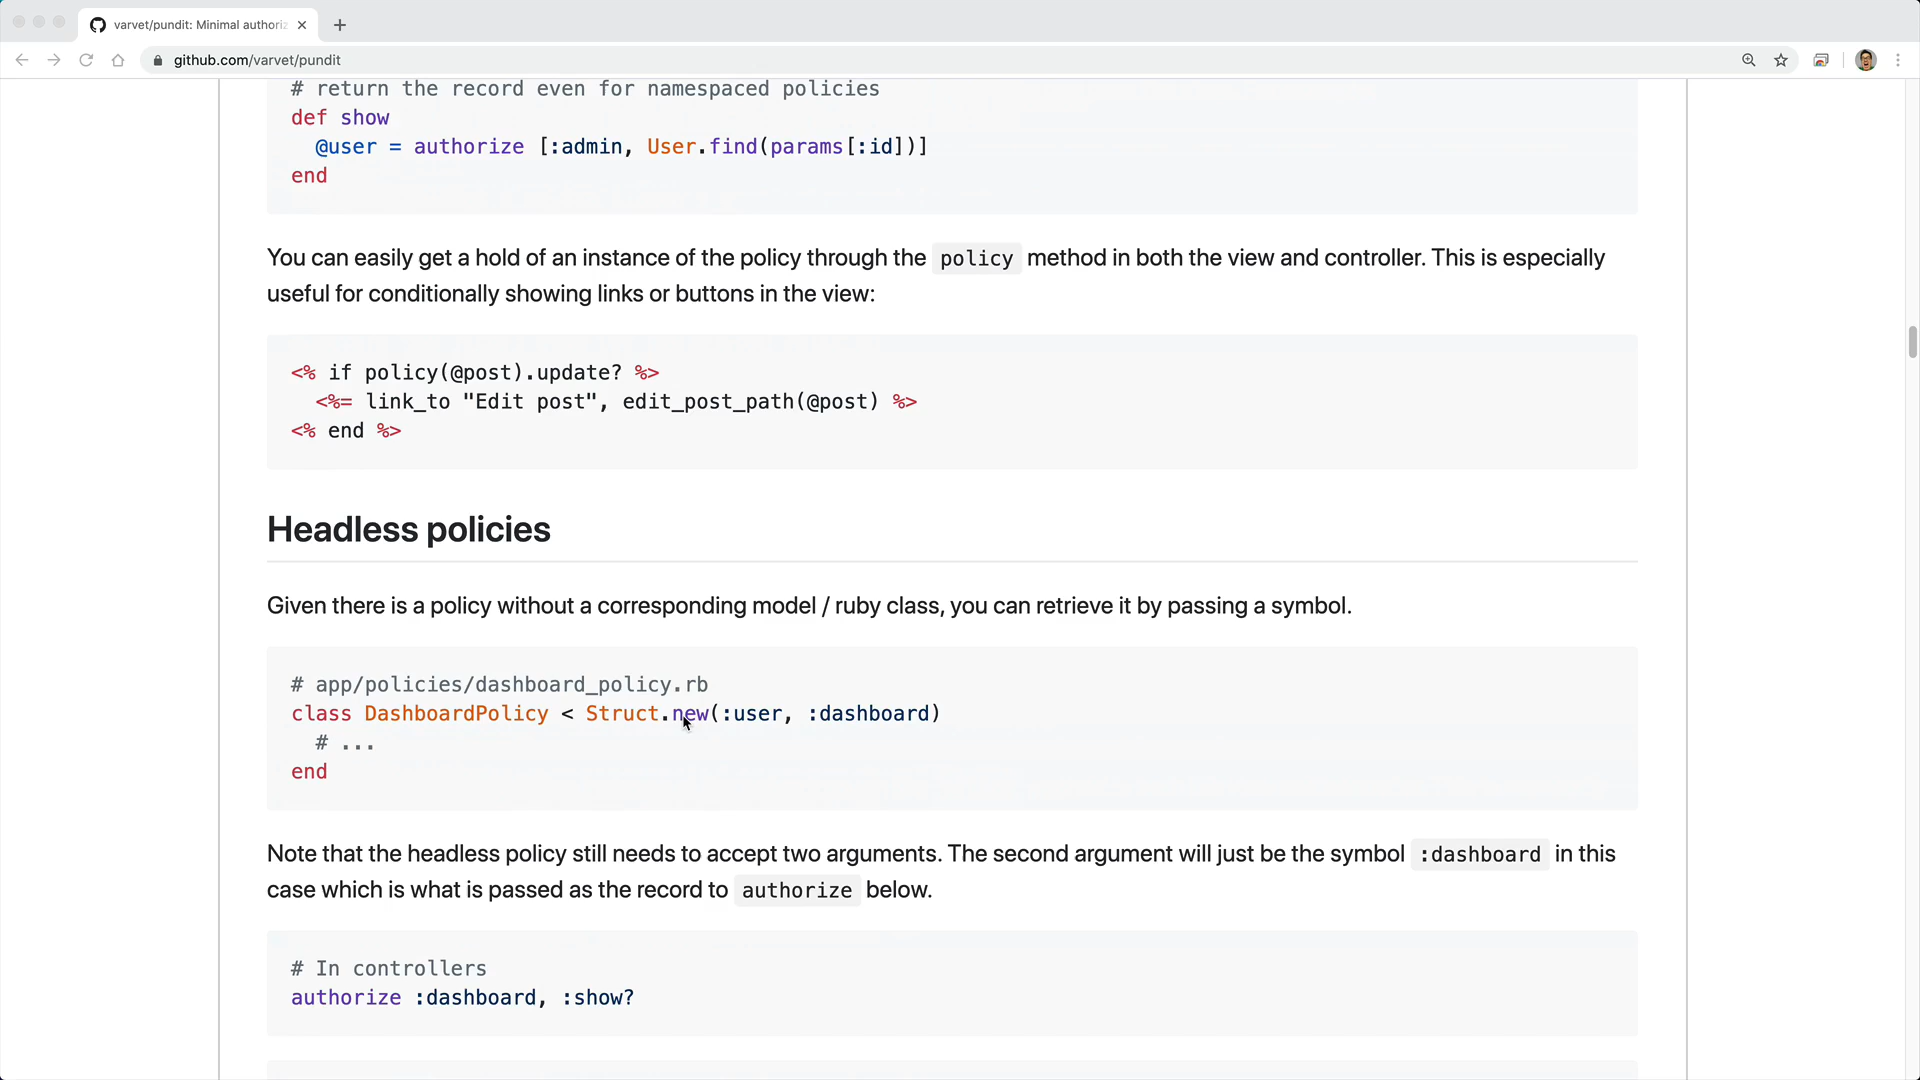 varvet/pundit: Minimal authoriz
github.com/varvet/pundit
# return the record even for namespaced policies
def show
@user = authorize [:admin, User.find(params[:id])]
end
You can easily get a hold of an instance of the policy through the policy method in both the view and controller. This is especially
useful for conditionally showing links or buttons in the view:
<% if policy(@post).update? %>
<%= link_to "Edit post", edit_post_path(@post) %>
<% end %>
Headless policies
Given there is a policy without a corresponding model / ruby class, you can retrieve it by passing a symbol.
# app/policies/dashboard_policy.rb
class DashboardPolicy < Struct.new(:user, :dashboard)
# ...
end
Note that the headless policy still needs to accept two arguments. The second argument will just be the symbol :dashboard in this
case which is what is passed as the record to authorize below.
# In controllers
authorize :dashboard, :show?